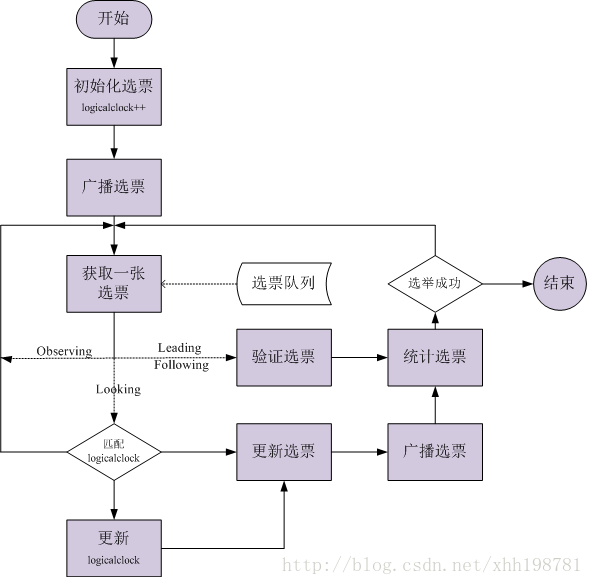 开始
初始化选票
logicalclock++
广播选票
获取一张
选票
选票队列
选举成功
结束
Observing
Leading
Following
验证选票
统计选票
Looking
匹配
logicalclock
更新选票
广播选票
更新
logicalclock
http://blog.csdn.net/xhh198781